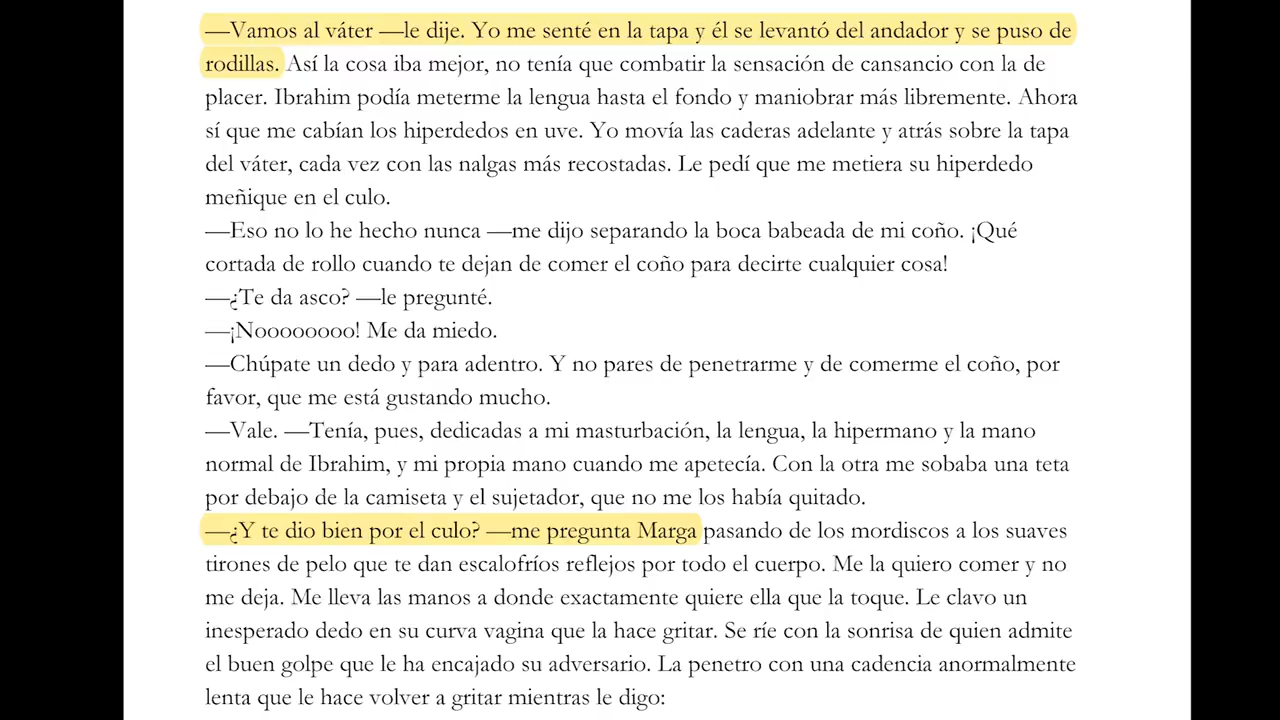 —Vamos al váter —le dije. Yo me senté en la tapa y él se levantó del andador y se puso de
rodillas. Así la cosa iba mejor, no tenía que combatir la sensación de cansancio con la de
placer. Ibrahim podía meterme la lengua hasta el fondo y maniobrar más libremente. Ahora
sí que me cabían los hiperdedos en uve. Yo movía las caderas adelante y atrás sobre la tapa
del váter, cada vez con las nalgas más recostadas. Le pedí que me metiera su hiperdedo
meñique en el culo.
—Eso no lo he hecho nunca —me dijo separando la boca babeada de mi coño. ¡Qué
cortada de rollo cuando te dejan de comer el coño para decirte cualquier cosa!
—¿Te da asco? —le pregunté.
—¡Noooooooo! Me da miedo.
—Chúpate un dedo y para adentro. Y no pares de penetrarme y de comerme el coño, por
favor, que me está gustando mucho.
—Vale. —Tenía, pues, dedicadas a mi masturbación, la lengua, la hipermano y la mano
normal de Ibrahim, y mi propia mano cuando me apetecía. Con la otra me sobaba una teta
por debajo de la camiseta y el sujetador, que no me los había quitado.
—¿Y te dio bien por el culo? —me pregunta Marga pasando de los mordiscos a los suaves
tirones de pelo que te dan escalofríos reflejos por todo el cuerpo. Me la quiero comer y no
me deja. Me lleva las manos a donde exactamente quiere ella que la toque. Le clavo un
inesperado dedo en su curva vagina que la hace gritar. Se ríe con la sonrisa de quien admite
el buen golpe que le ha encajado su adversario. La penetro con una cadencia anormalmente
lenta que le hace volver a gritar mientras le digo: